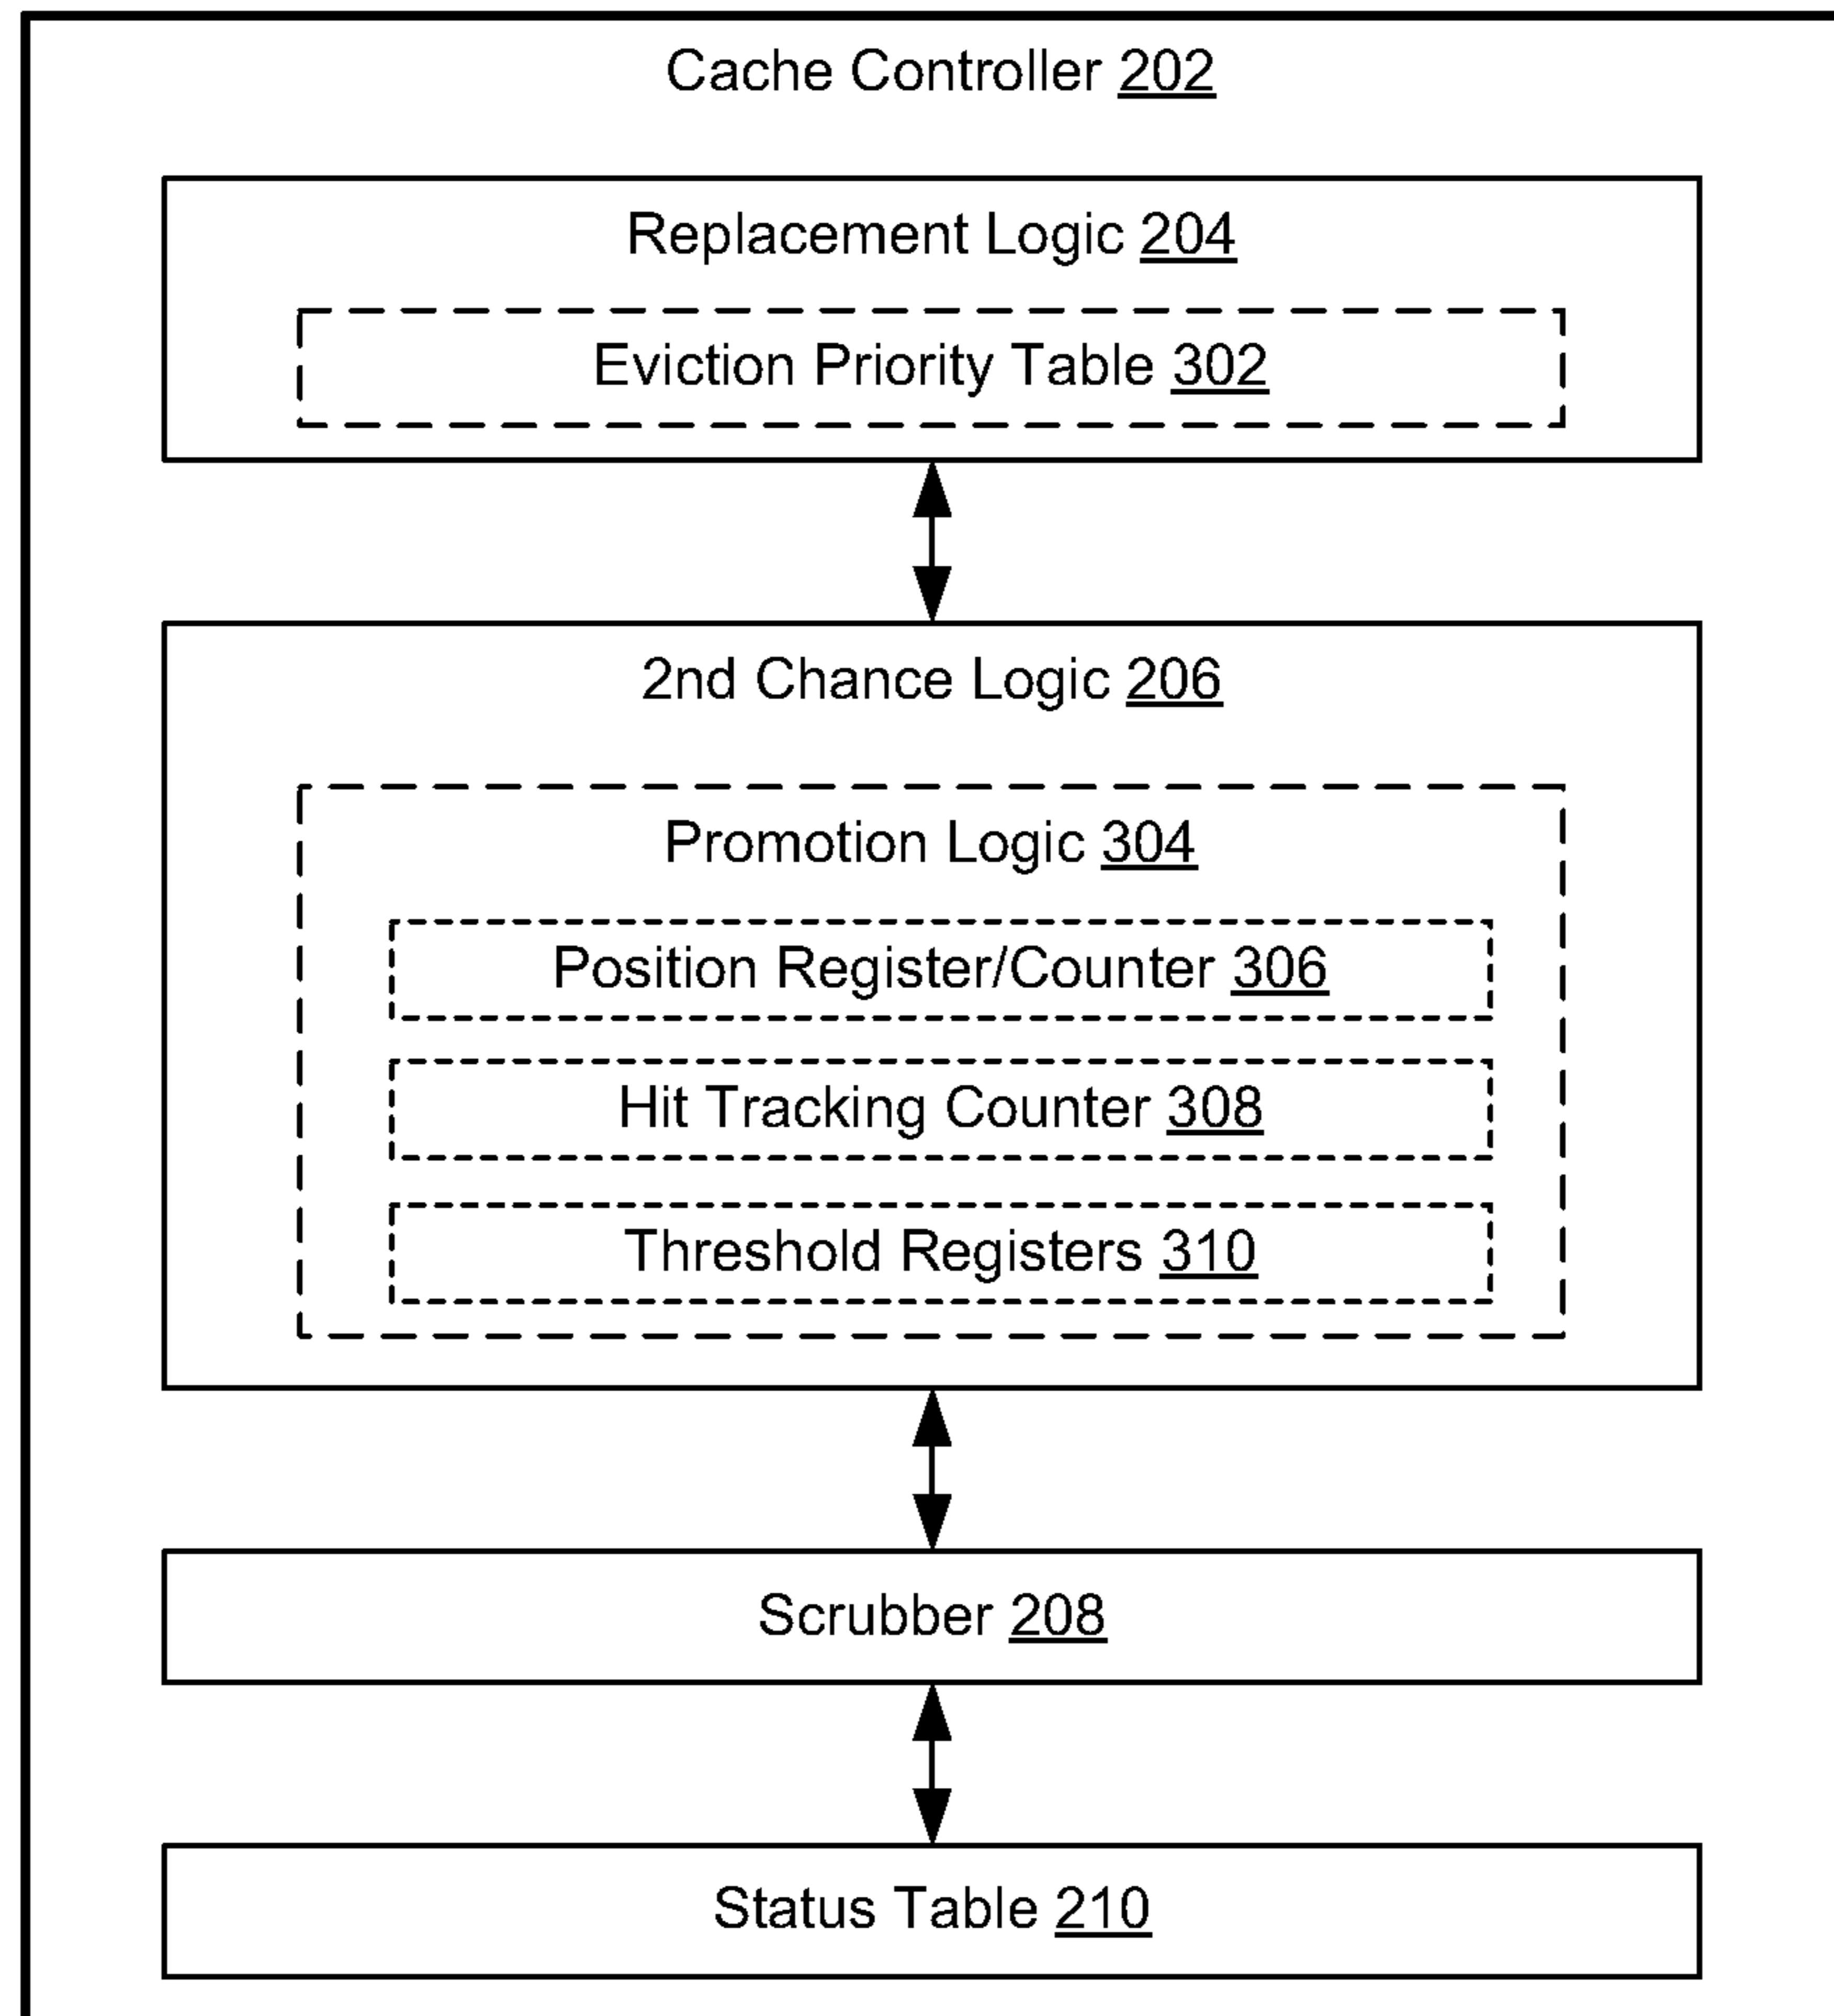 Cache Controller 202
Replacement Logic 204
Eviction Priority Table 302
2nd Chance Logic 206
Promotion Logic 304
Position Register/Counter 306
Hit Tracking Counter 308
Threshold Registers 310
Scrubber 208
Status Table 210